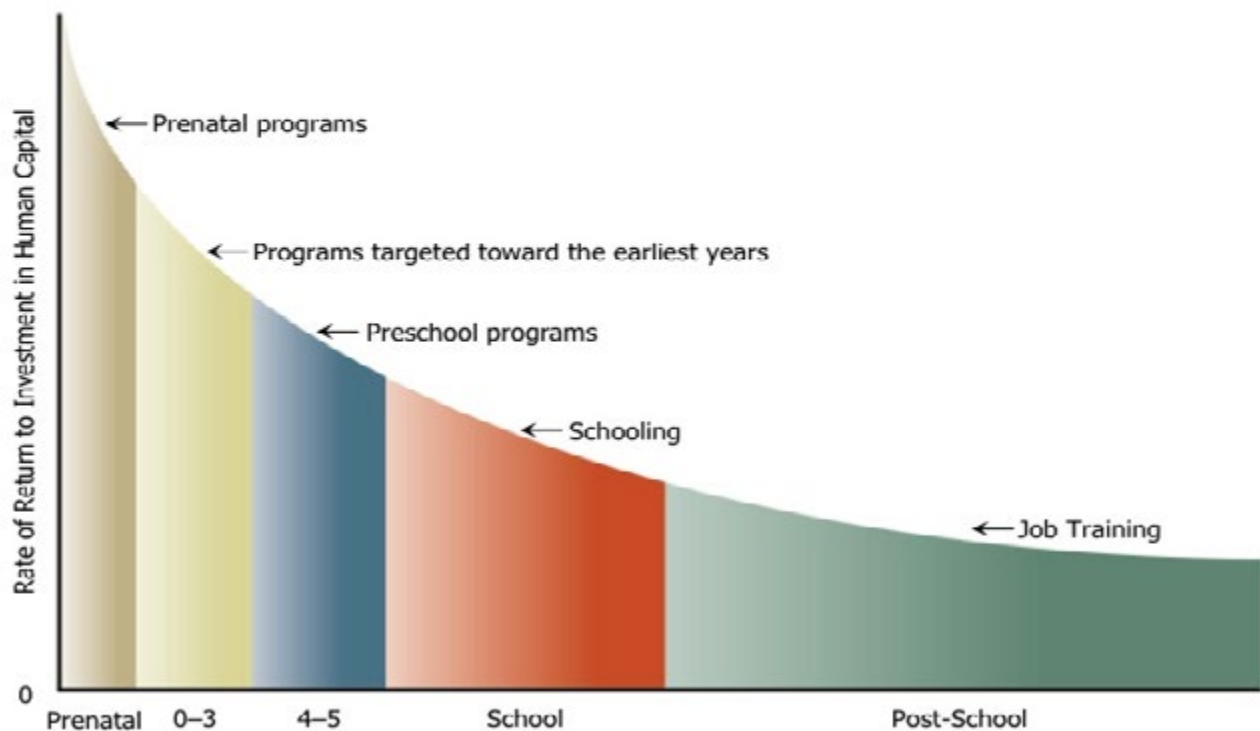 Rate of Return to Investment in Human Capital
Prenatal programs
Programs targeted toward the earliest years
Preschool programs
Schooling
Job Training
0
Prenatal
0–3
4–5
School
Post-School